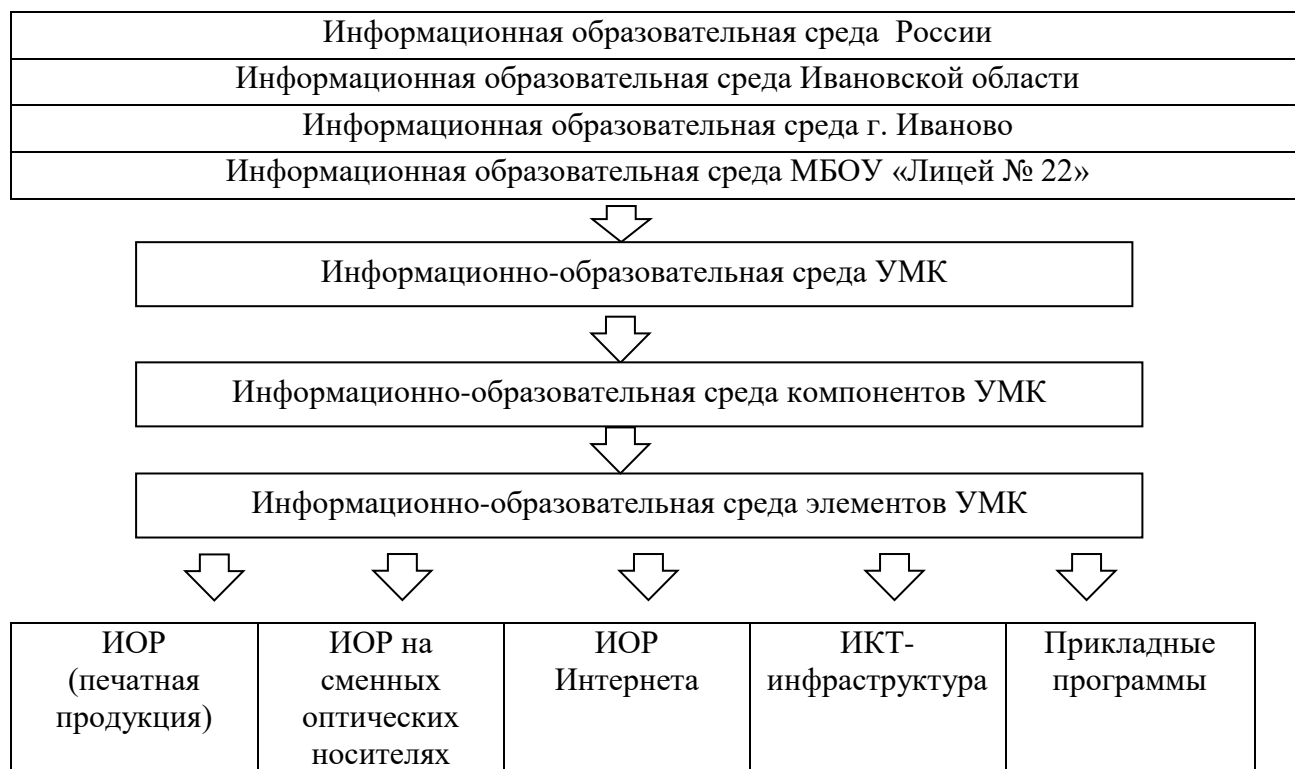 Информационная образовательная среда  России
Информационная образовательная среда Ивановской области
Информационная образовательная среда г. Иваново
Информационная образовательная среда МБОУ «Лицей № 22»
Информационно-образовательная среда УМК
Информационно-образовательная среда компонентов УМК
Информационно-образовательная среда элементов УМК
ИОР
(печатная
продукция)
ИОР на
сменных
оптических
носителях
ИОР
Интернета
ИКТ-
инфраструктура
Прикладные
программы